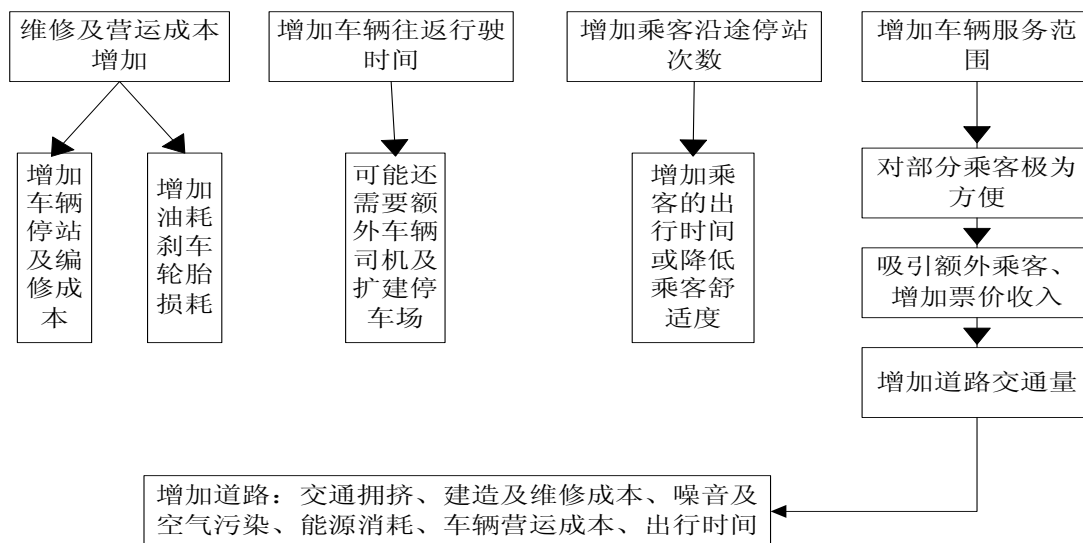 维修及营运成本
增加
增加车辆往返行驶
时间
增加乘客沿途停站
次数
增加车辆服务范
围
增加
车辆
停站
及编
修成
本
增加
油耗
刹车
轮胎
损耗
可能还
需要额
外车辆
司机及
扩建停
车场
增加乘
客的出
行时间
或降低
乘客舒
适度
对部分乘客极为
方便
吸引额外乘客、
增加票价收入
增加道路交通量
增加道路：交通拥挤、建造及维修成本、噪音及
空气污染、能源消耗、车辆营运成本、出行时间